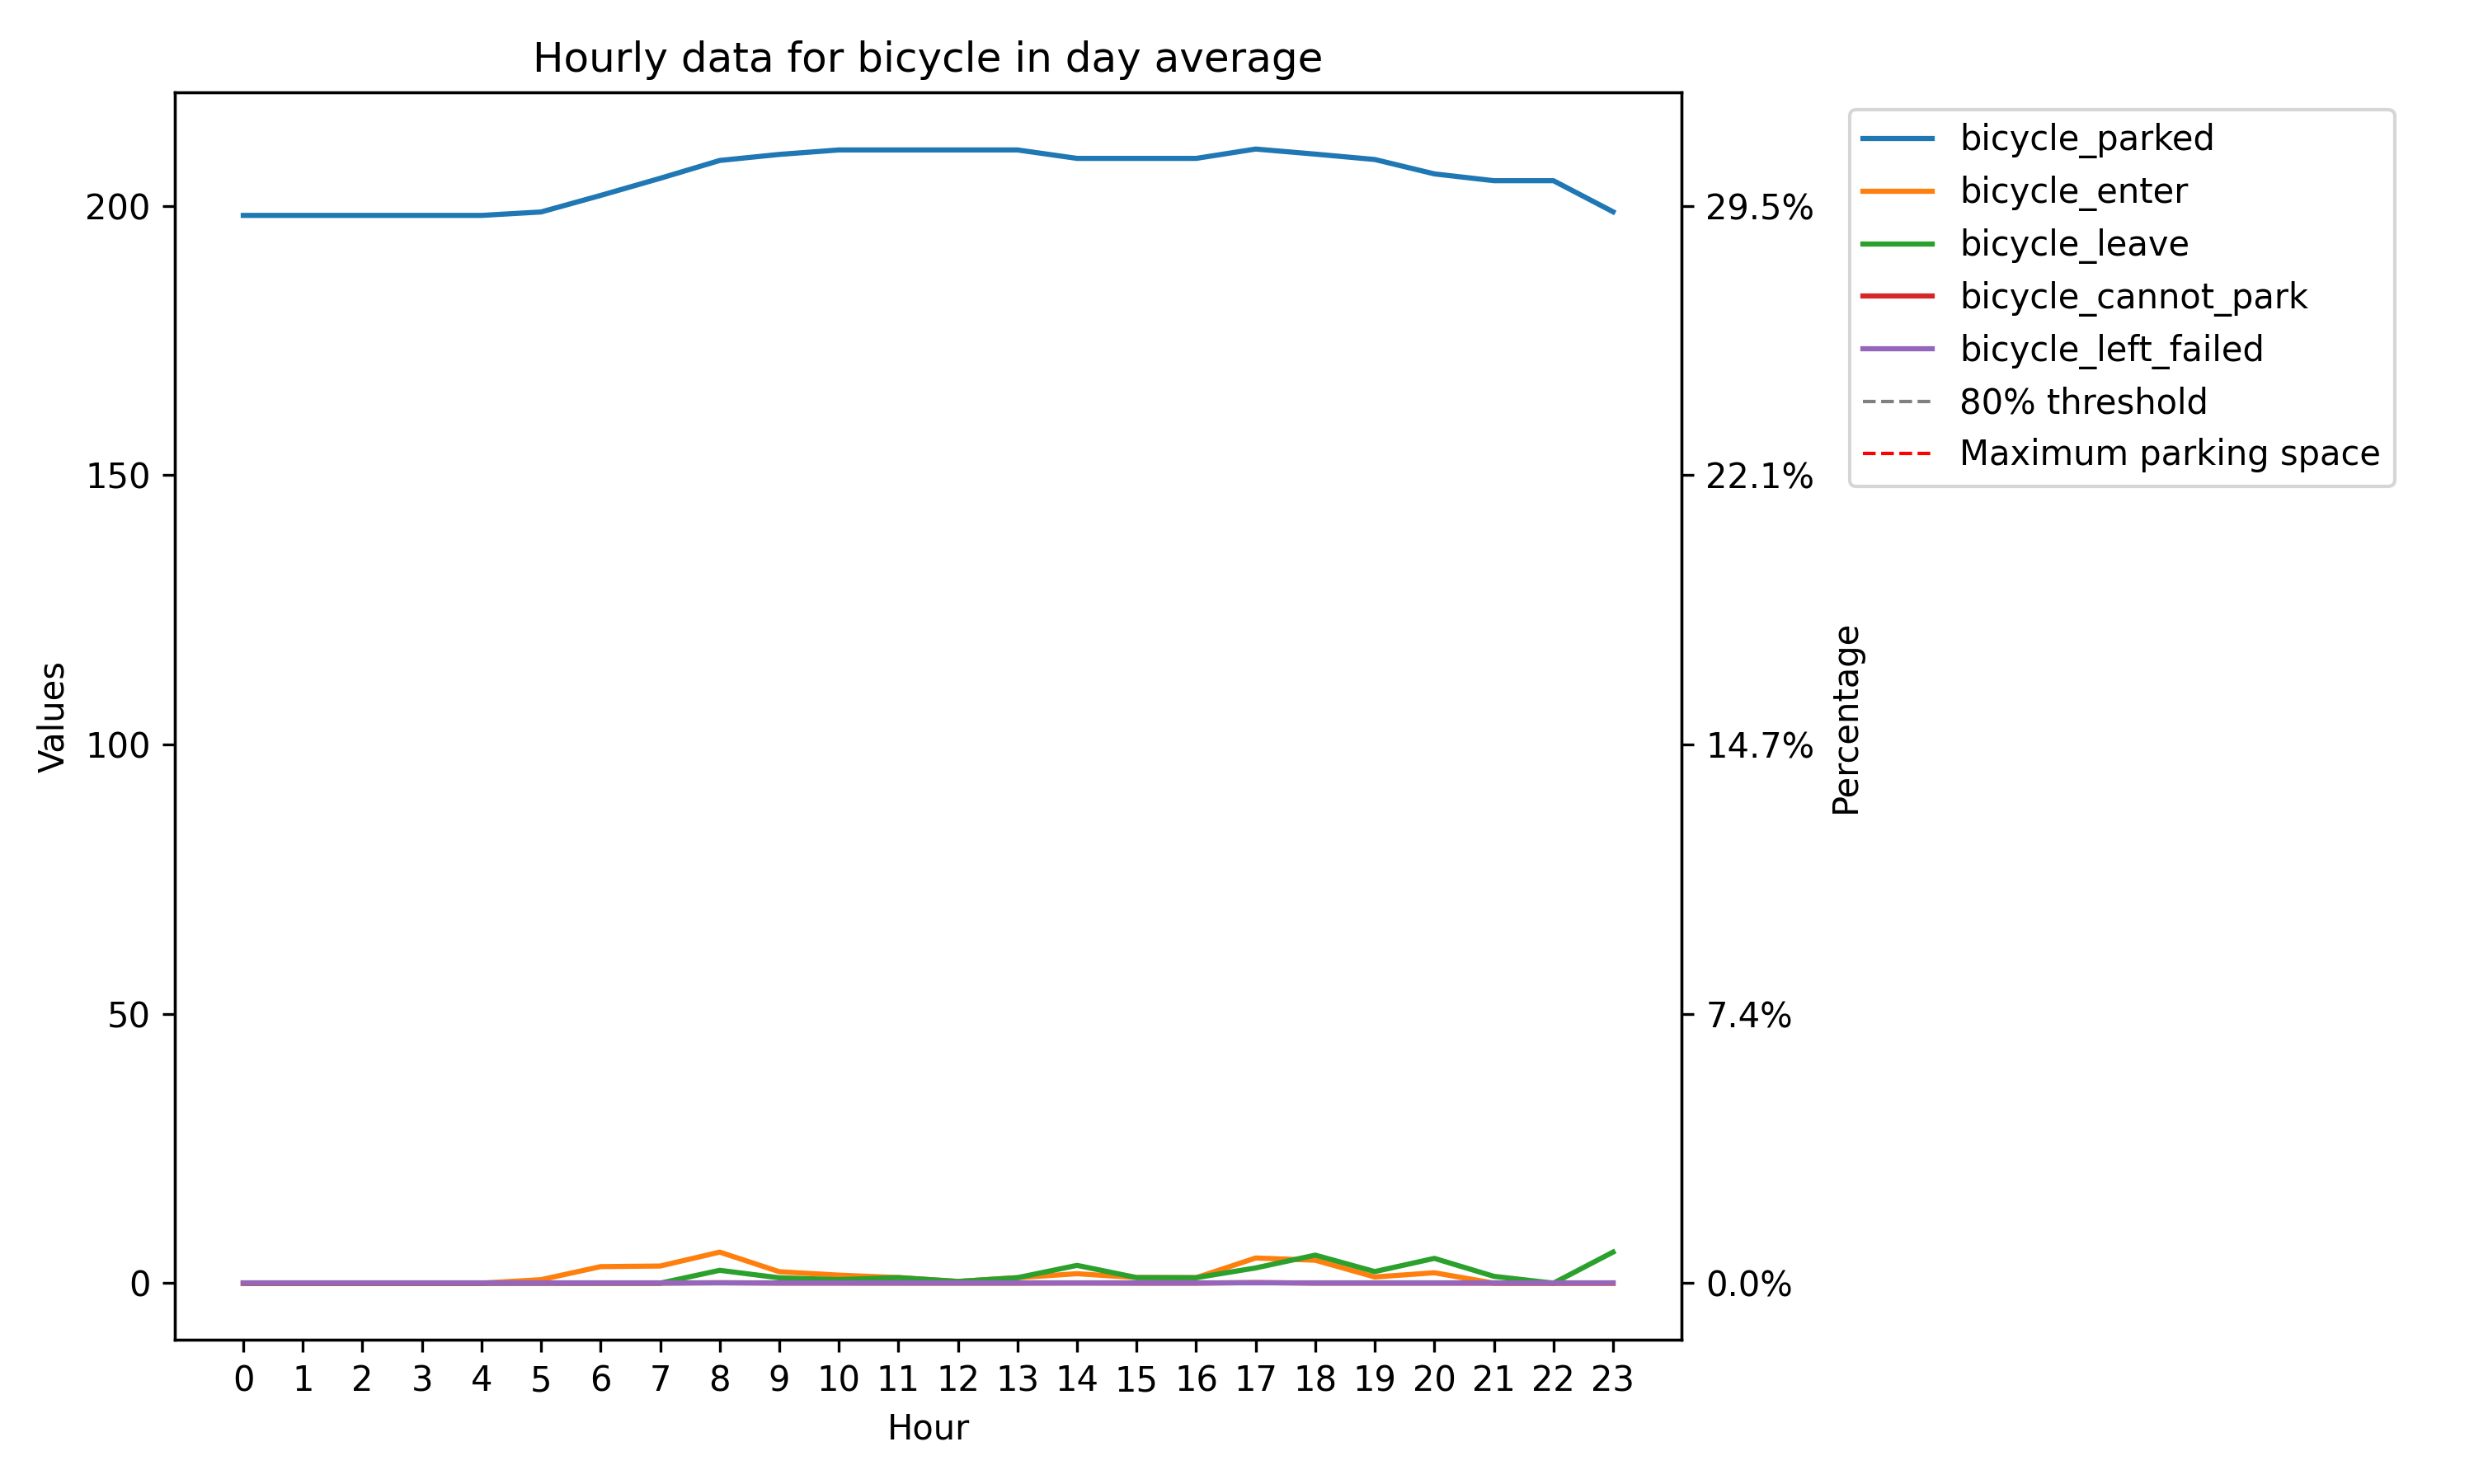 Hourly data for bicycle in day average
bicycle_parked
bicycle_enter
bicycle_leave
bicycle_cannot_park
bicycle_left_failed
80% threshold
Maximum parking space
200
150
100
50
0
Values
29.5%
22.1%
14.7%
7.4%
0.0%
Percentage
0 1 2 3 4 5 6 7 8 9 10 11 12 13 14 15 16 17 18 19 20 21 22 23
Hour